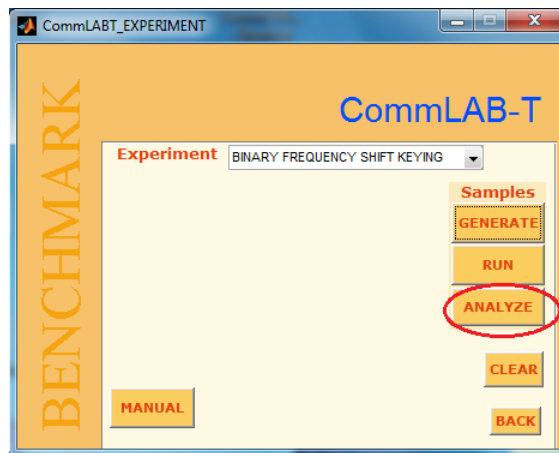 CommLABT_EXPERIMENT
CommLAB-T
BENCHMARK
Experiment BINARY FREQUENCY SHIFT KEYING
Samples
GENERATE
RUN
ANALYZE
CLEAR
MANUAL
BACK